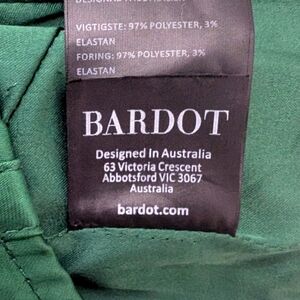 VIGTIGSTE: 97% POLYESTER, 3%
ELASTAN
FORING: 97% POLYESTER, 3%
ELASTAN
BARDOT
Designed In Australia
63 Victoria Crescent
Abbotsford VIC 3067
Australia
bardot.com